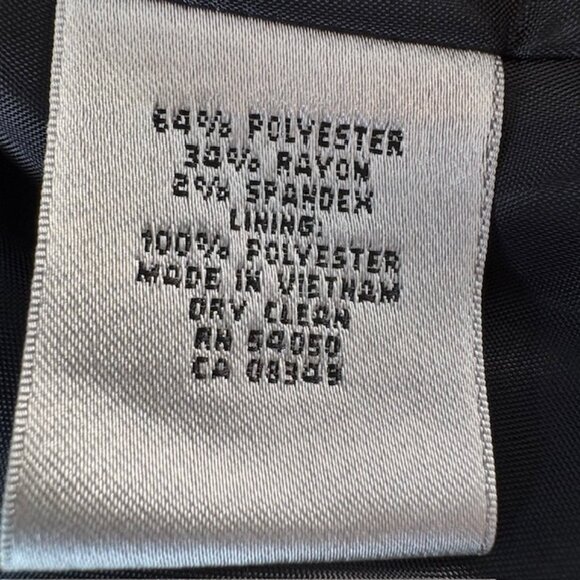 64% POLYESTER
34% RAYON
2% SPANDEX
LINING:
100% POLYESTER
MADE IN VIETNAM
DRY CLEAN
RN 54050
CA 08349